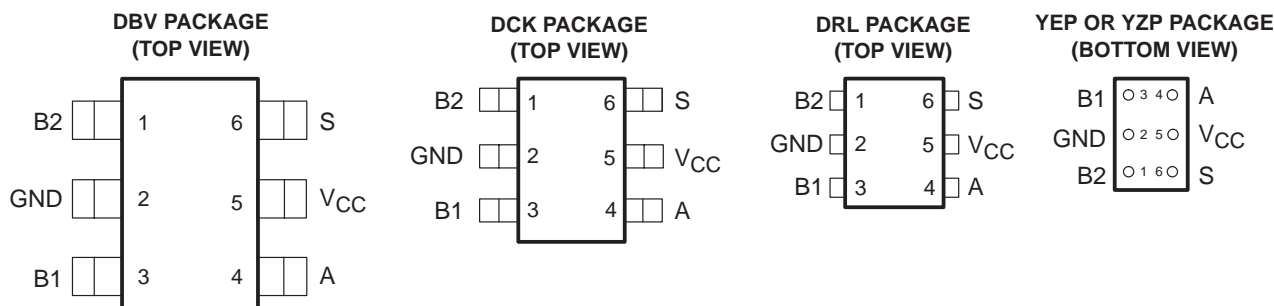 DBV PACKAGE
(TOP VIEW)
B2 1 6 S
GND 2 5 VCC
B1 3 4 A
DCK PACKAGE
(TOP VIEW)
B2 1 6 S
GND 2 5 VCC
B1 3 4 A
DRL PACKAGE
(TOP VIEW)
B2 1 6 S
GND 2 5 VCC
B1 3 4 A
YEP OR YZP PACKAGE
(BOTTOM VIEW)
B1 3 4 A
GND 2 5 VCC
B2 1 6 S